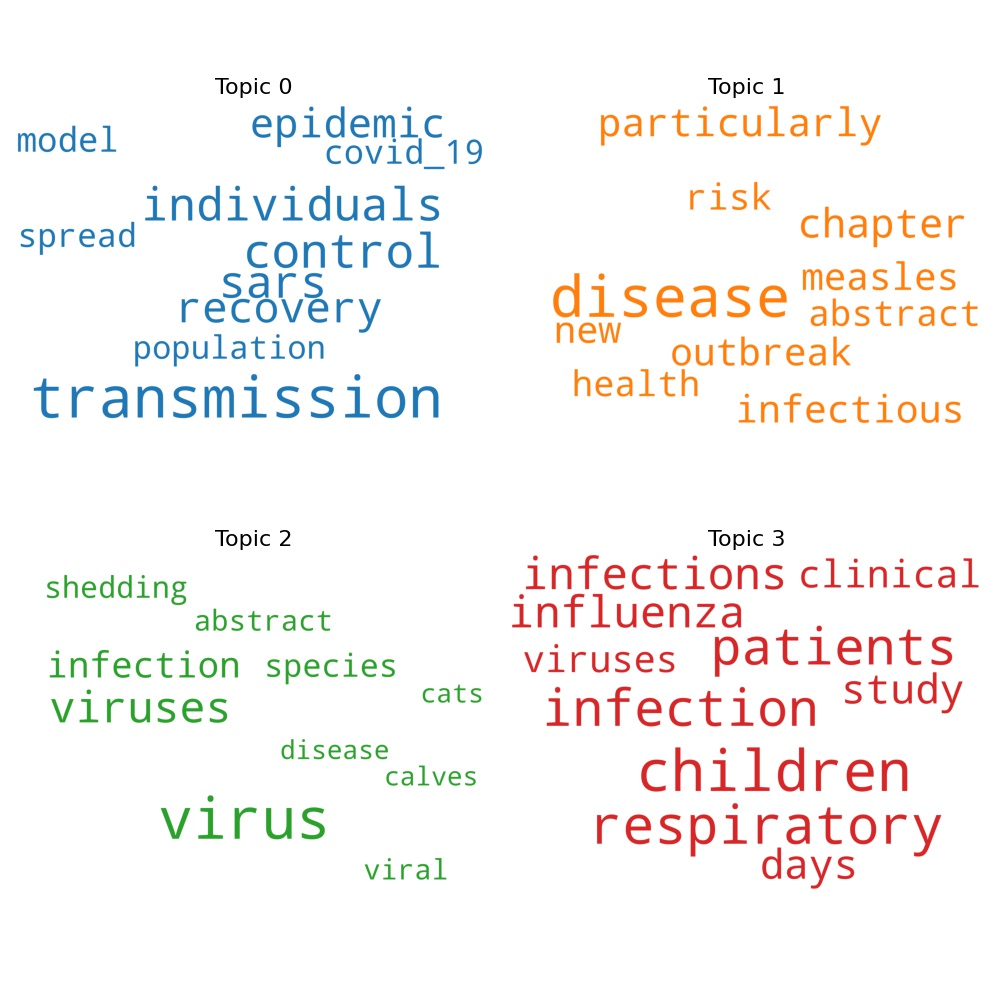 Topic 0
epidemic
model
covid_19
individuals
spread
control
sars
recovery
population
transmission
Topic 1
particularly
risk
chapter
measles
disease
abstract
new
outbreak
health
infectious
Topic 2
shedding
abstract
infection species
cats
viruses
disease
calves
virus
viral
Topic 3
infections clinical
influenza
patients
viruses
study
infection
children
respiratory
days